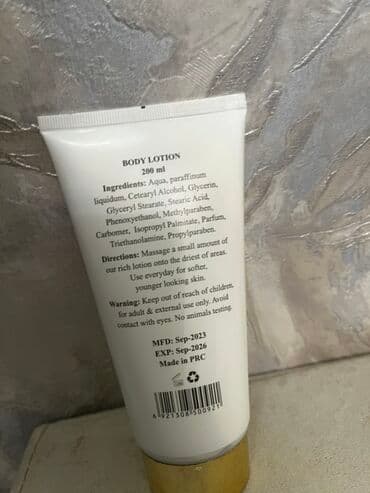 BODY LOTION
200 ml
Ingredients: Aqua, paraffinum
liquidum, Cetearyl Alcohol, Glycerin,
Glyceryl Stearate, Stearic Acid,
Phenoxyethanol, Methylparaben,
Carbomer, Isopropyl Palmitate, Parfum,
Triethanolamine, Propylparaben.
Directions: Massage a small amount of
our rich lotion onto the driest of areas.
Use everyday for softer,
younger looking skin.
Warning: Keep out of reach of children,
for adult & external use only. Avoid
contact with eyes. No animals testing.
MFD: Sep-2023
EXP: Sep-2026
Made in PRC
6 921308 500921